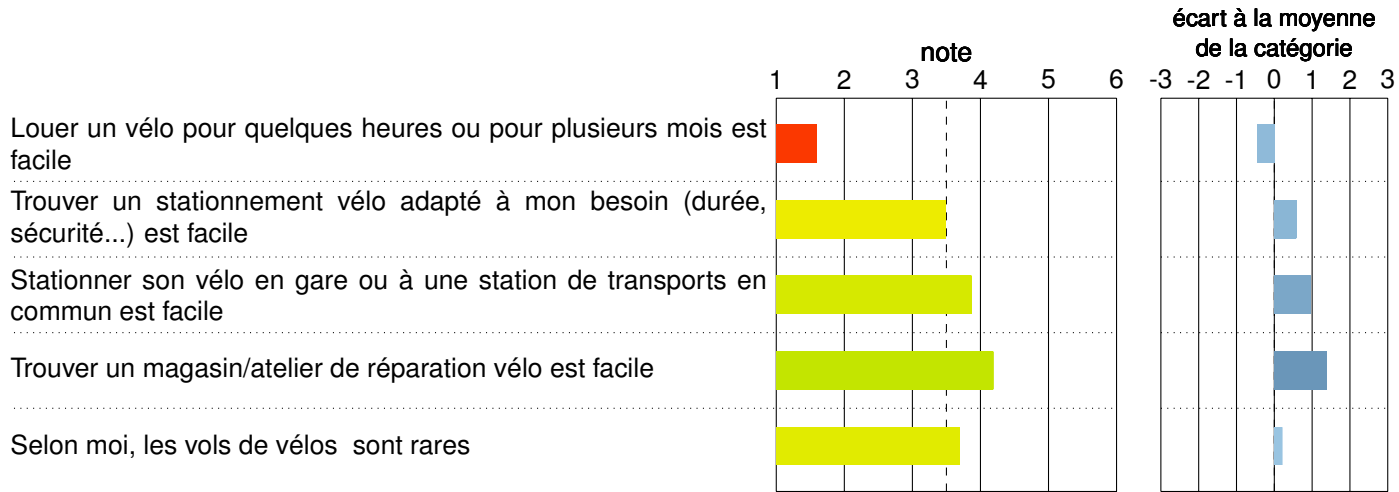 écart à la moyenne
de la catégorie
note
1 2 3 4 5 6
-3 -2 -1 0 1 2 3
Louer un vélo pour quelques heures ou pour plusieurs mois est
facile
Trouver un stationnement vélo adapté à mon besoin (durée,
sécurité...) est facile
Stationner son vélo en gare ou à une station de transports en
commun est facile
Trouver un magasin/atelier de réparation vélo est facile
Selon moi, les vols de vélos sont rares